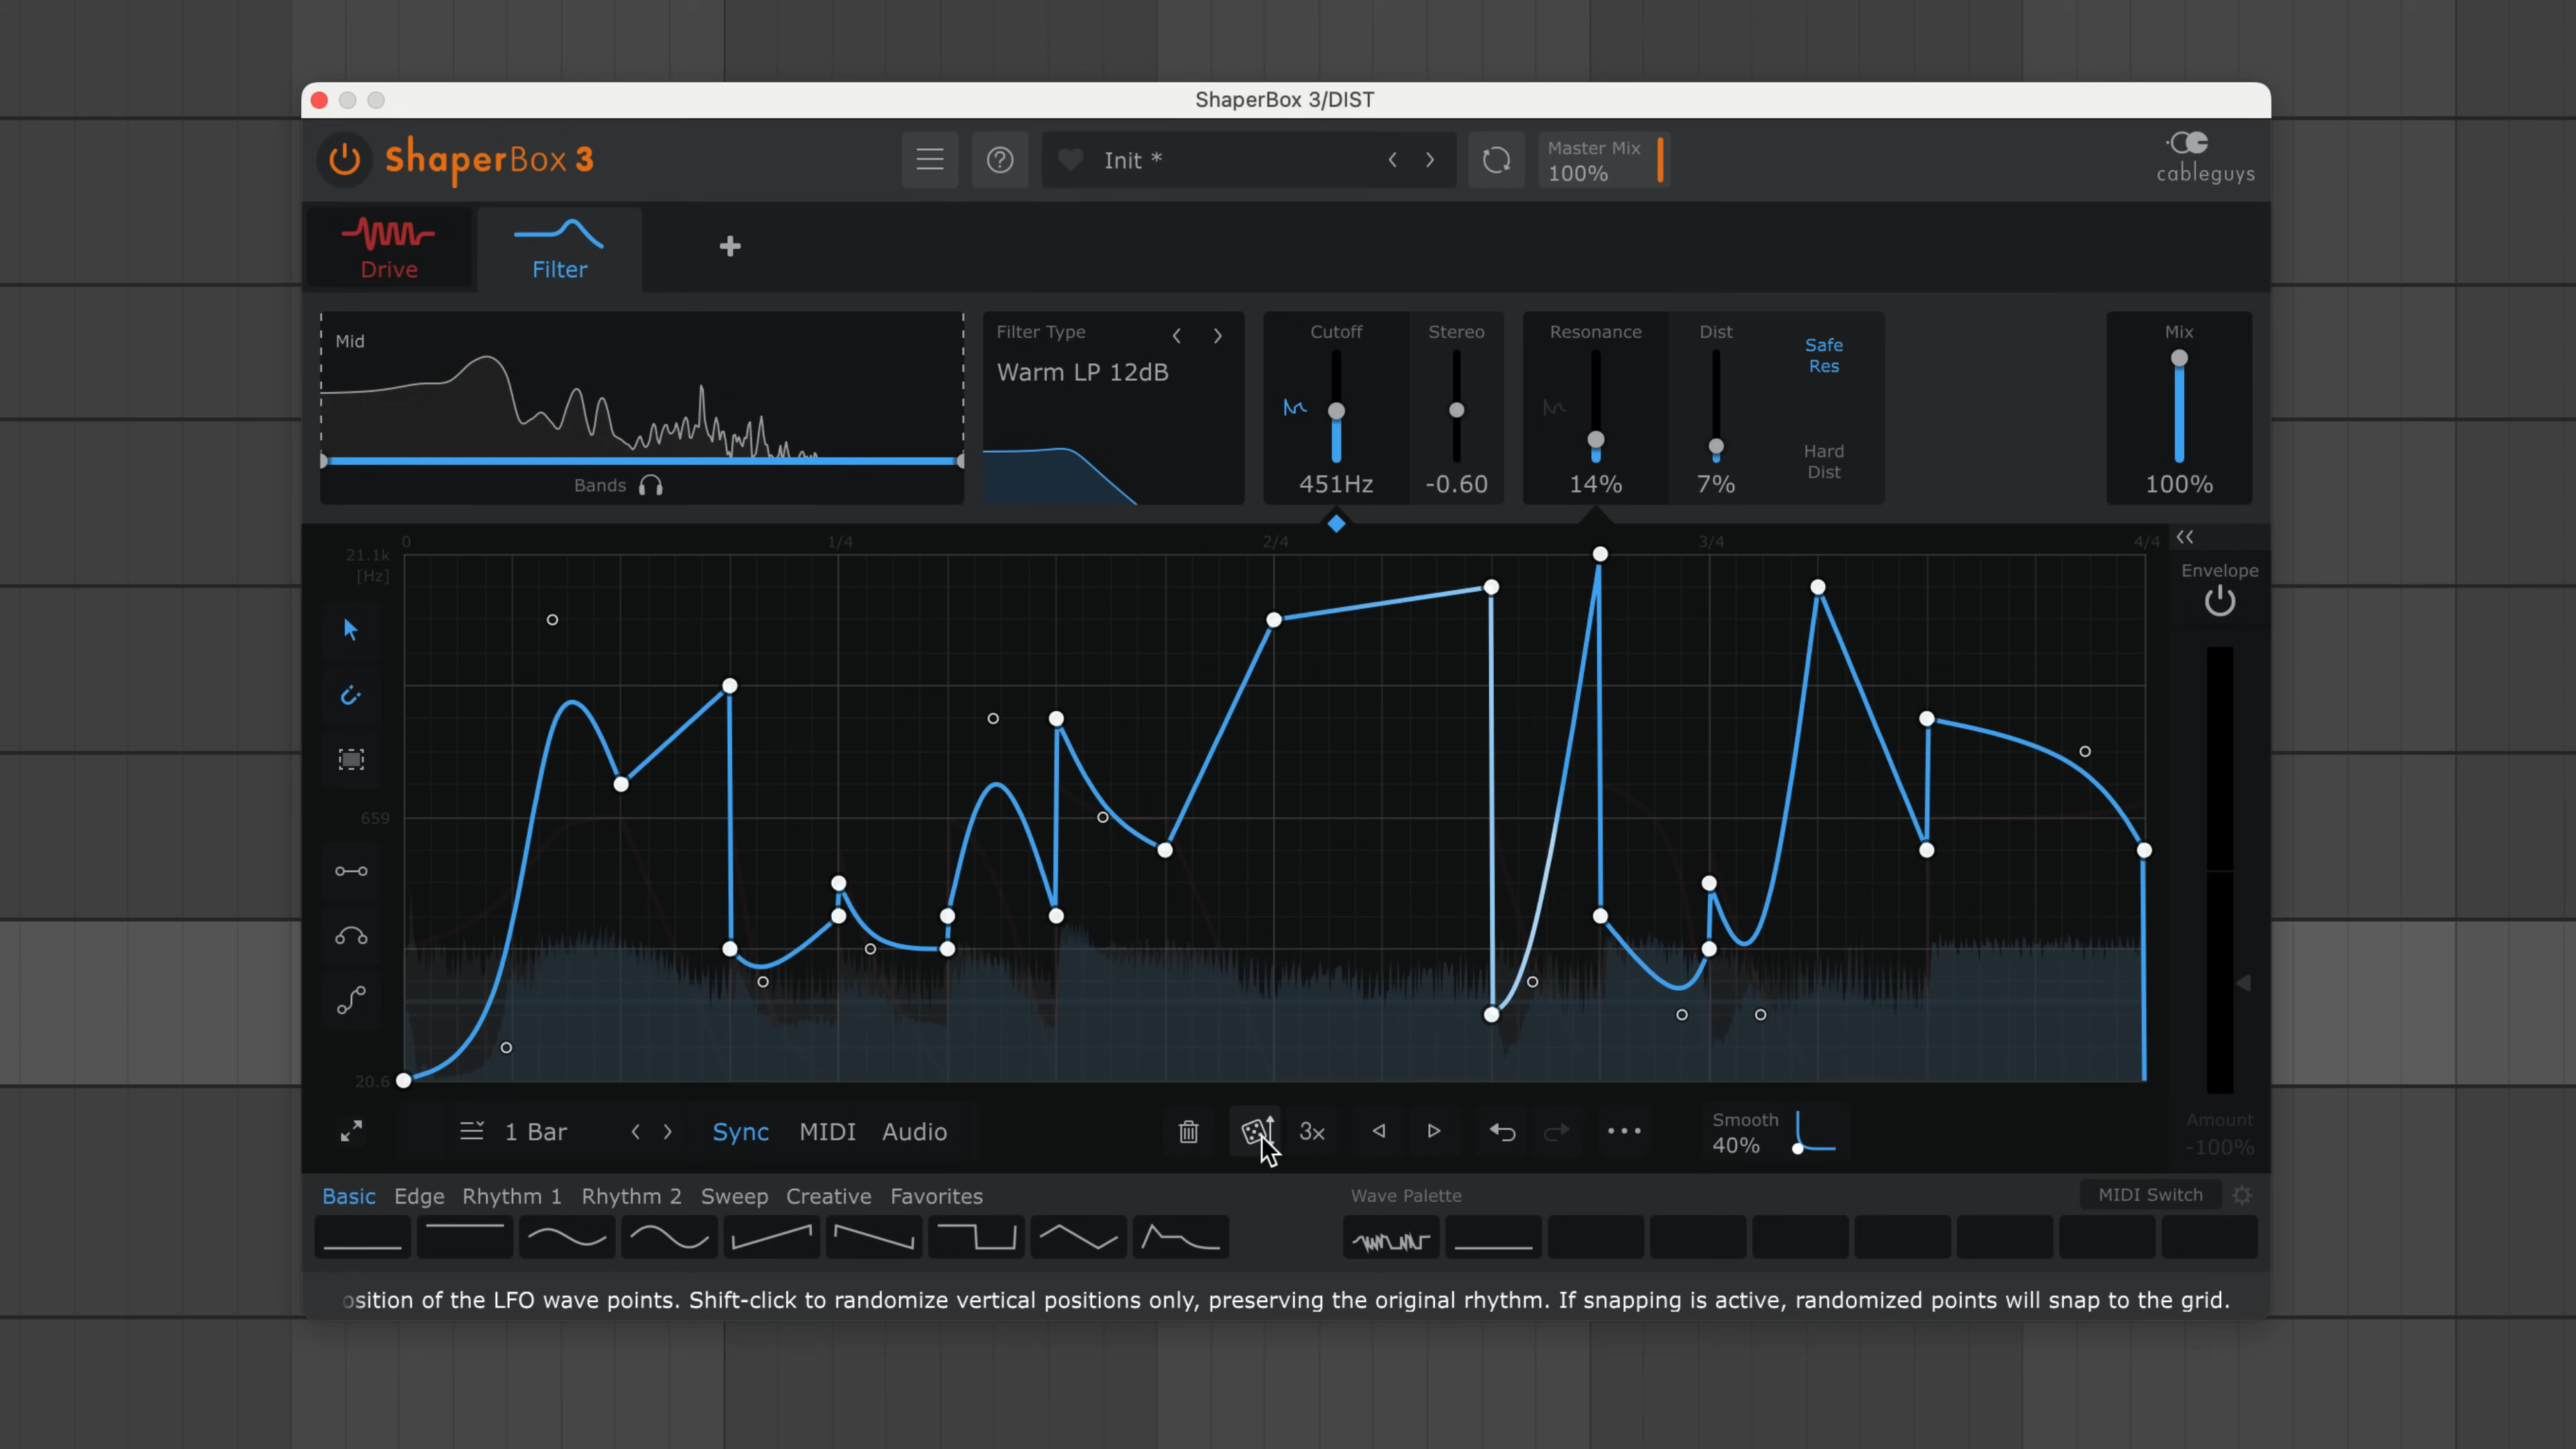 ShaperBox 3/DIST
ShaperBox 3
Init *
Master Mix
100%
cableguys
Drive
Filter
Mid
Bands
Filter Type
Warm LP 12dB
Cutoff
451Hz
Stereo
-0.60
Resonance
14%
Dist
7%
Safe
Res
Hard
Dist
Mix
100%
0
1/4
2/4
3/4
4/4
21.1k
[Hz]
659
20.6
Envelope
Amount
-100%
1 Bar
Sync
MIDI
Audio
3x
Smooth
40%
Basic
Edge
Rhythm 1
Rhythm 2
Sweep
Creative
Favorites
Wave Palette
MIDI Switch
osition of the LFO wave points. Shift-click to randomize vertical positions only, preserving the original rhythm. If snapping is active, randomized points will snap to the grid.